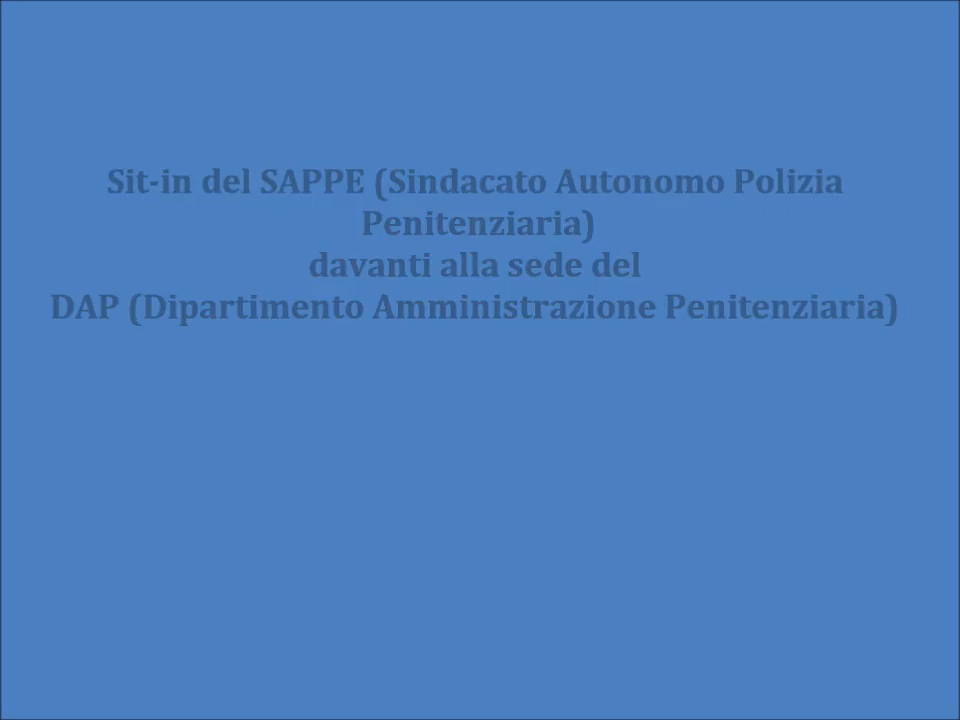 Sit-in del SAPPE (Sindacato Autonomo Polizia
Penitenziaria)
davanti alla sede del
DAP (Dipartimento Amministrazione Penitenziaria)